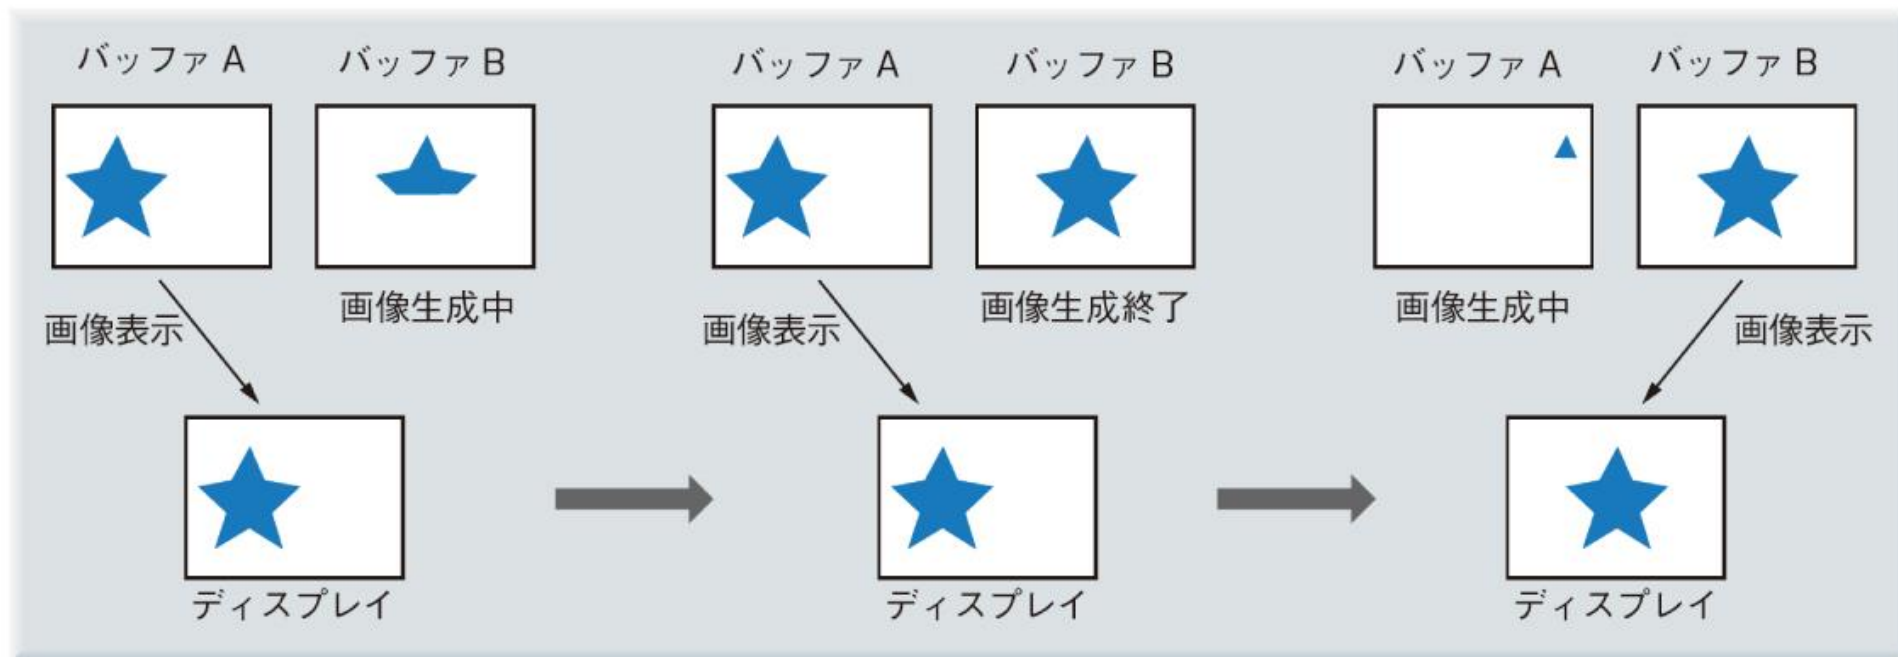 バッファ A
バッファ B
画像生成中
画像表示
ディスプレイ
バッファ A
バッファ B
画像生成終了
画像表示
ディスプレイ
バッファ A
バッファ B
画像生成中
画像表示
ディスプレイ